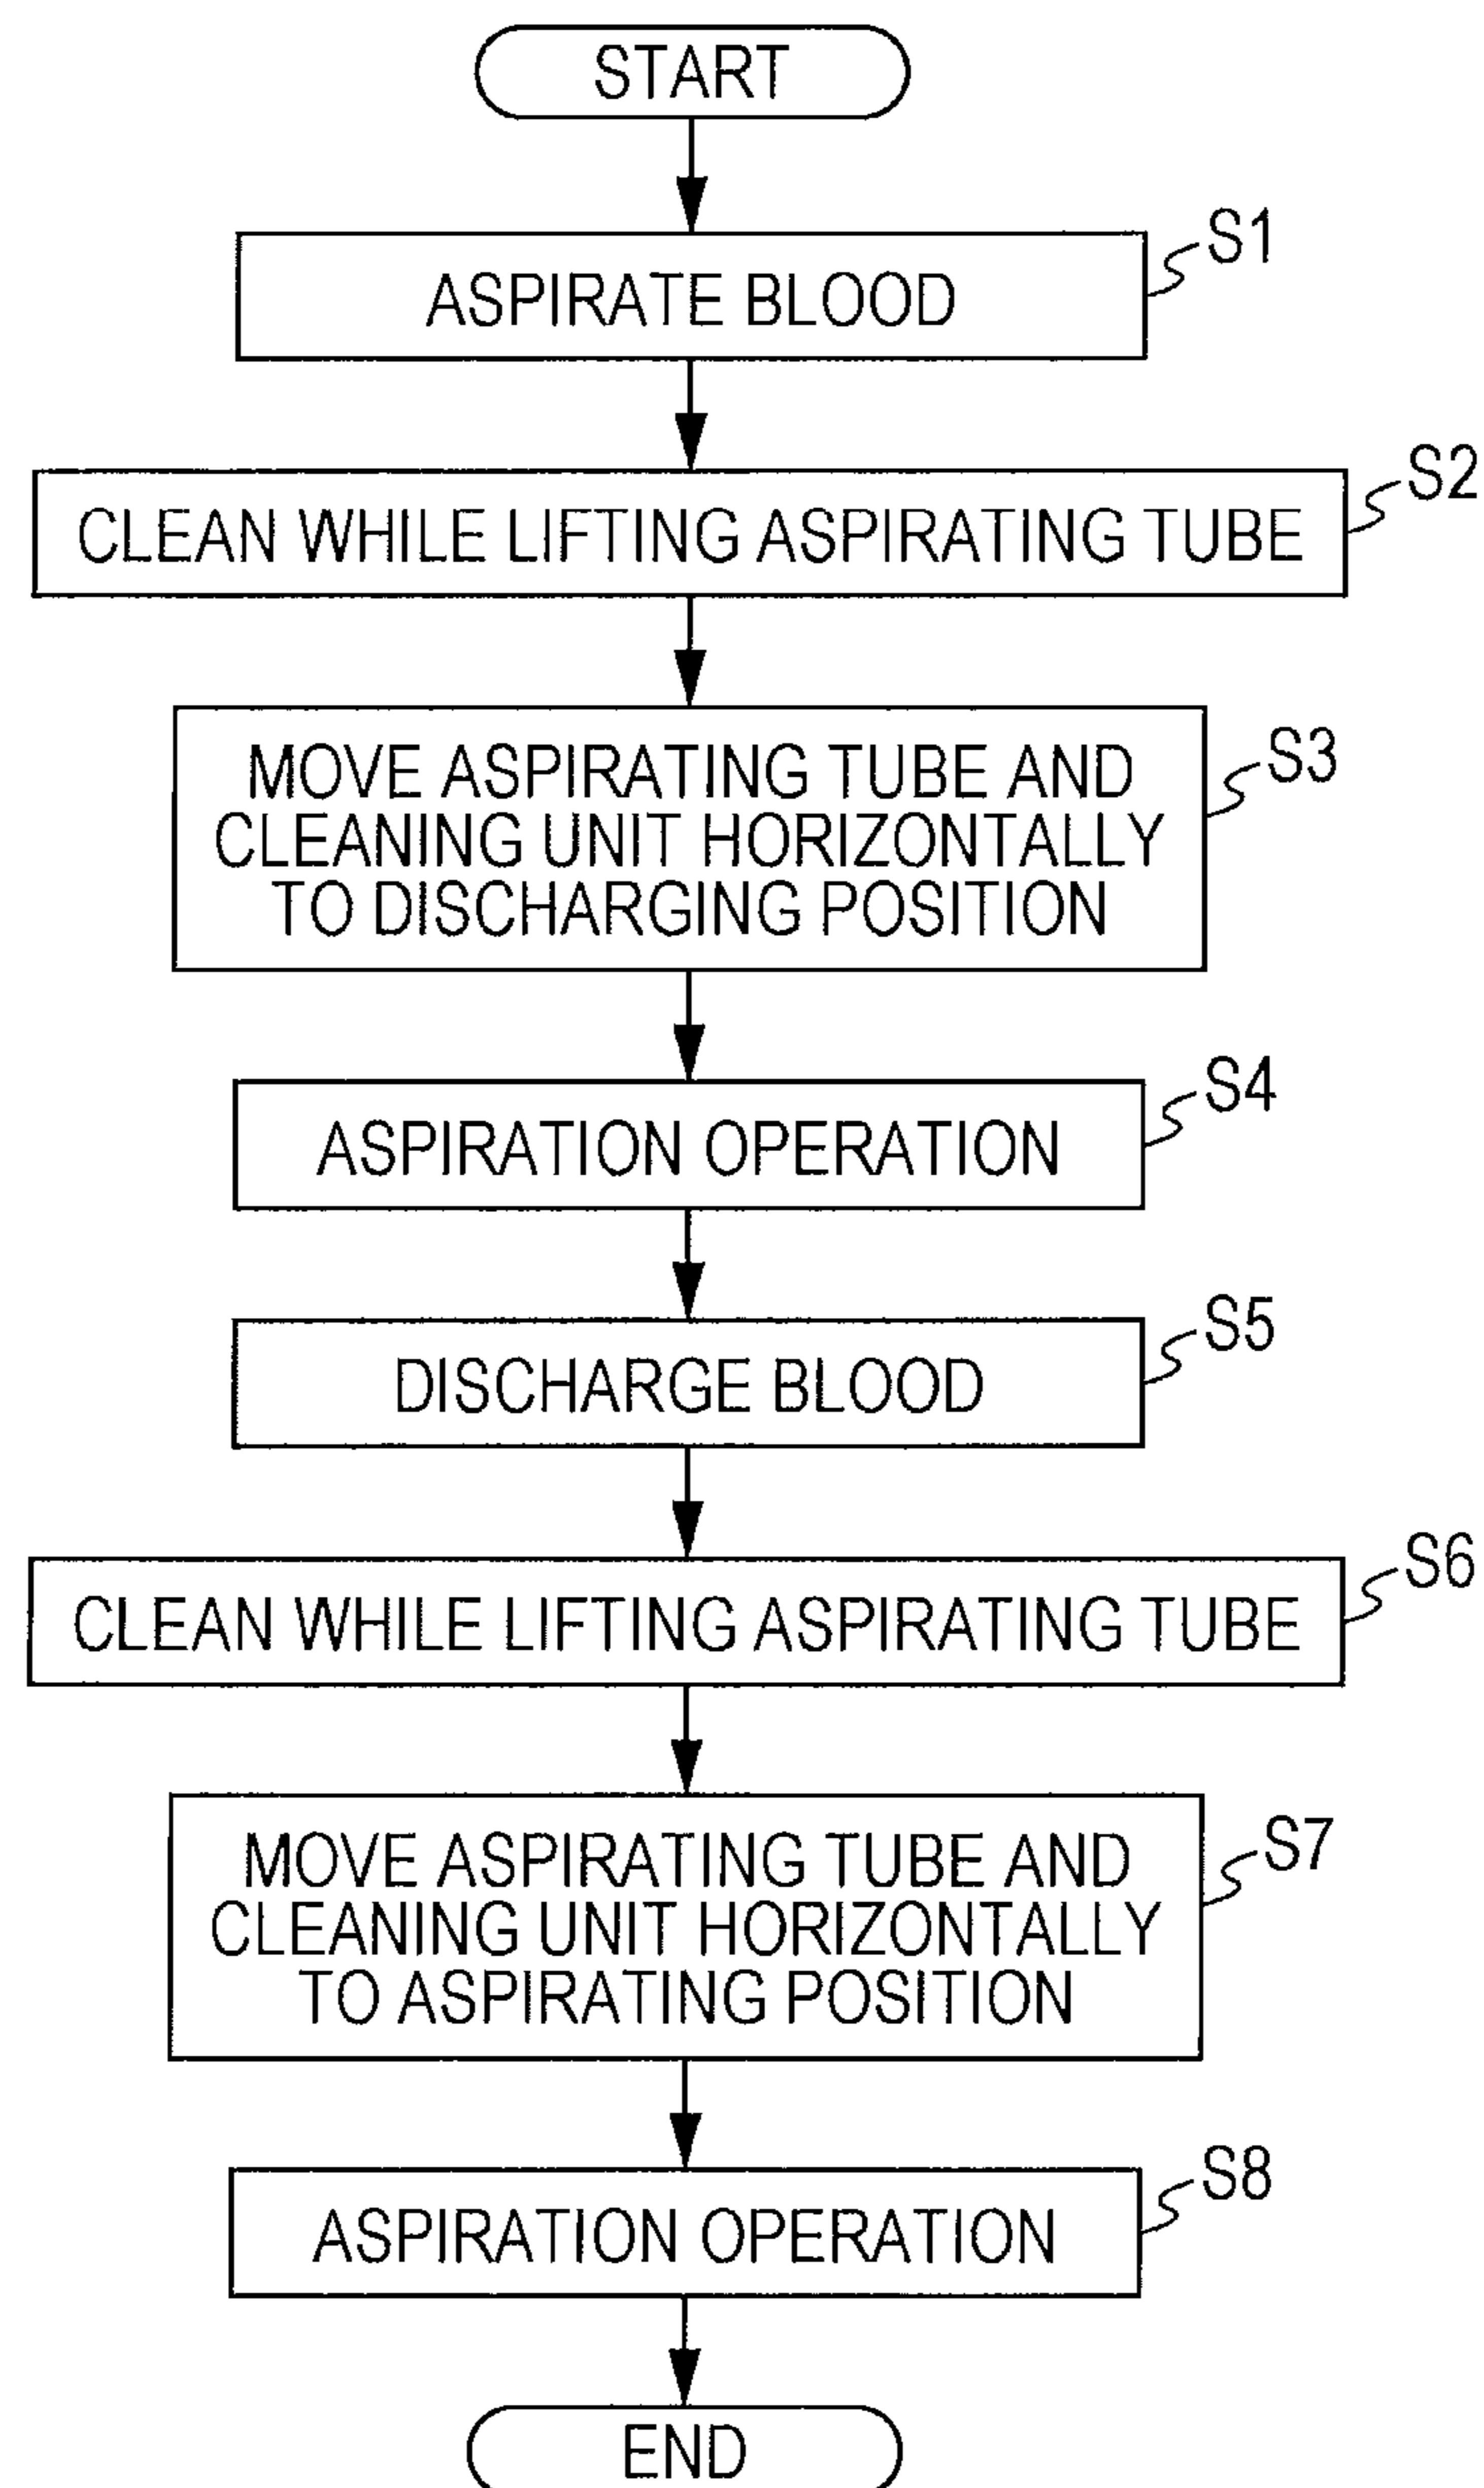 START
S1
ASPIRATE BLOOD
S2
CLEAN WHILE LIFTING ASPIRATING TUBE
S3
MOVE ASPIRATING TUBE AND
CLEANING UNIT HORIZONTALLY
TO DISCHARGING POSITION
S4
ASPIRATION OPERATION
S5
DISCHARGE BLOOD
S6
CLEAN WHILE LIFTING ASPIRATING TUBE
S7
MOVE ASPIRATING TUBE AND
CLEANING UNIT HORIZONTALLY
TO ASPIRATING POSITION
S8
ASPIRATION OPERATION
END